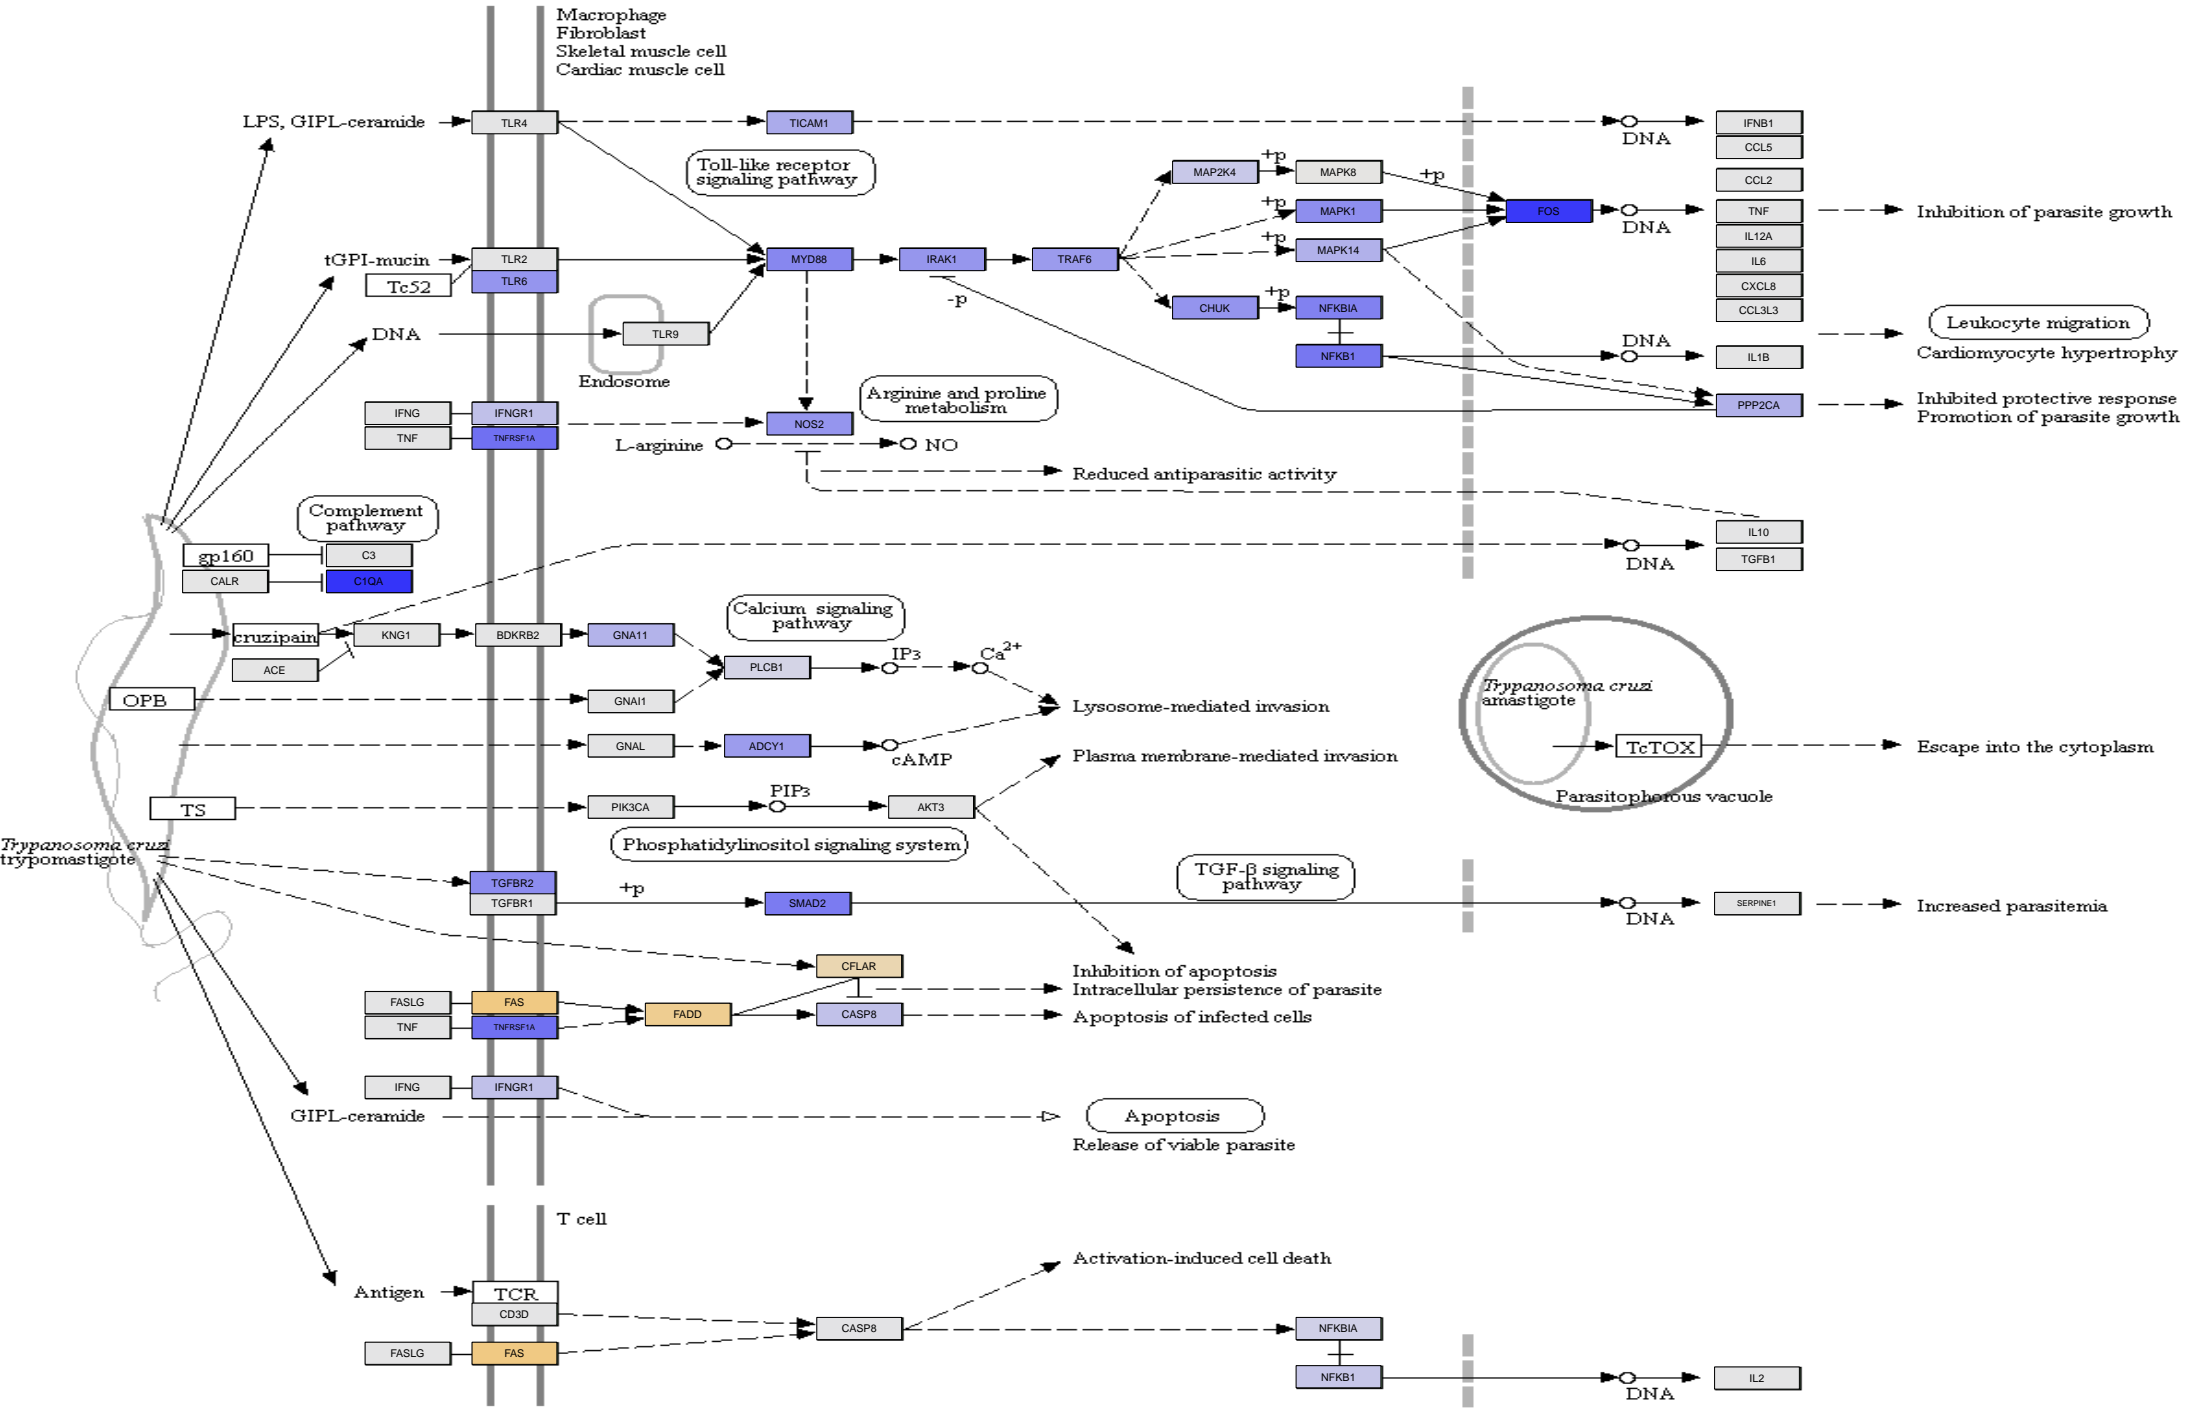 Macrophage
Fibroblast
Skeletal muscle cell
Cardiac muscle cell
LPS, GIPL-ceramide
TLR4
TICAM1
DNA
IFNB1
CCL5
Toll-like receptor
signaling pathway
MAP2K4
+p
MAPK8
+p
CCL2
+p
MAPK1
FOS
DNA
TNF
Inhibition of parasite growth
+p
MAPK14
IL12A
tGPI-mucin
TLR2
MYD88
IRAK1
TRAF6
IL6
Tc52
TLR6
CXCL8
-p
CHUK
+p
NFKBIA
CCL3L3
DNA
TLR9
Endosome
Leukocyte migration
Cardiomyocyte hypertrophy
NFKB1
DNA
IL1B
Arginine and proline
metabolism
PPP2CA
Inhibited protective response
Promotion of parasite growth
IFNG
IFNGR1
TNF
TNFRSF1A
NOS2
L-arginine
NO
Reduced antiparasitic activity
Complement
pathway
gp160
C3
CALR
C1QA
IL10
DNA
TGFB1
Calcium signaling
pathway
cruzipain
KNG1
BDKRB2
GNA11
ACE
PLCB1
IP3
Ca2+
OPB
GNAI1
Lysosome-mediated invasion
Trypanosoma cruzi
amastigote
GNAL
ADCY1
cAMP
Plasma membrane-mediated invasion
TcTOX
Escape into the cytoplasm
Parasitophorous vacuole
TS
PIK3CA
PIP3
AKT3
Phosphatidylinositol signaling system
Trypanosoma cruzi
trypomastigote
TGF-β signaling
pathway
TGFBR2
TGFBR1
+p
SMAD2
DNA
SERPINE1
Increased parasitemia
CFLAR
Inhibition of apoptosis
Intracellular persistence of parasite
FASLG
FAS
FADD
CASP8
Apoptosis of infected cells
TNF
TNFRSF1A
IFNG
IFNGR1
GIPL-ceramide
Apoptosis
Release of viable parasite
T cell
Activation-induced cell death
Antigen
TCR
CD3D
CASP8
NFKBIA
FASLG
FAS
NFKB1
DNA
IL2